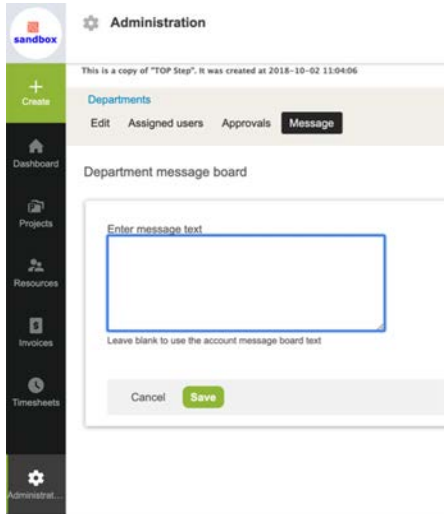 sandbox
Administration
This is a copy of "TOP Step". It was created at 2018-10-02 11:04:06
Create
Departments
Edit Assigned users Approvals Message
Dashboard
Department message board
Projects
Enter message text
Resources
Invoices
Leave blank to use the account message board text
Timesheets
Cancel Save
Administrat...